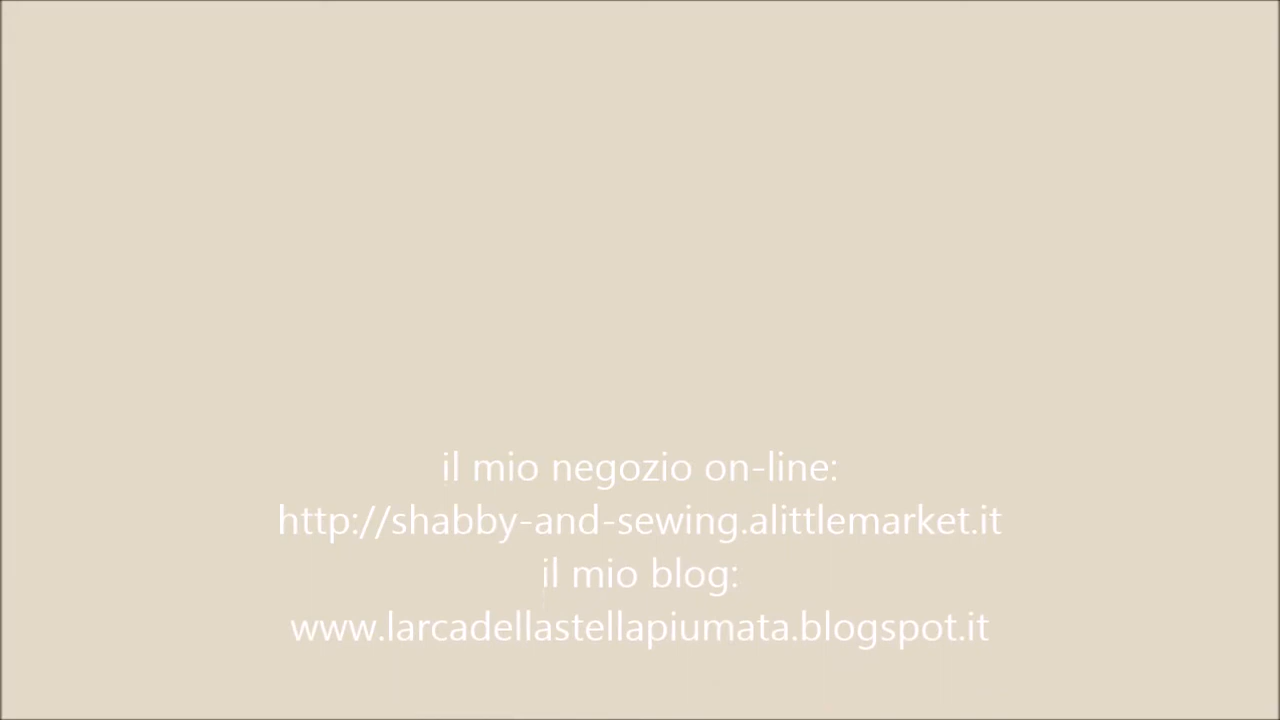 il mio negozio on-line:
http://shabby-and-sewing.alittlemarket.it
il mio blog:
www.larcadellastellapiumata.blogspot.it